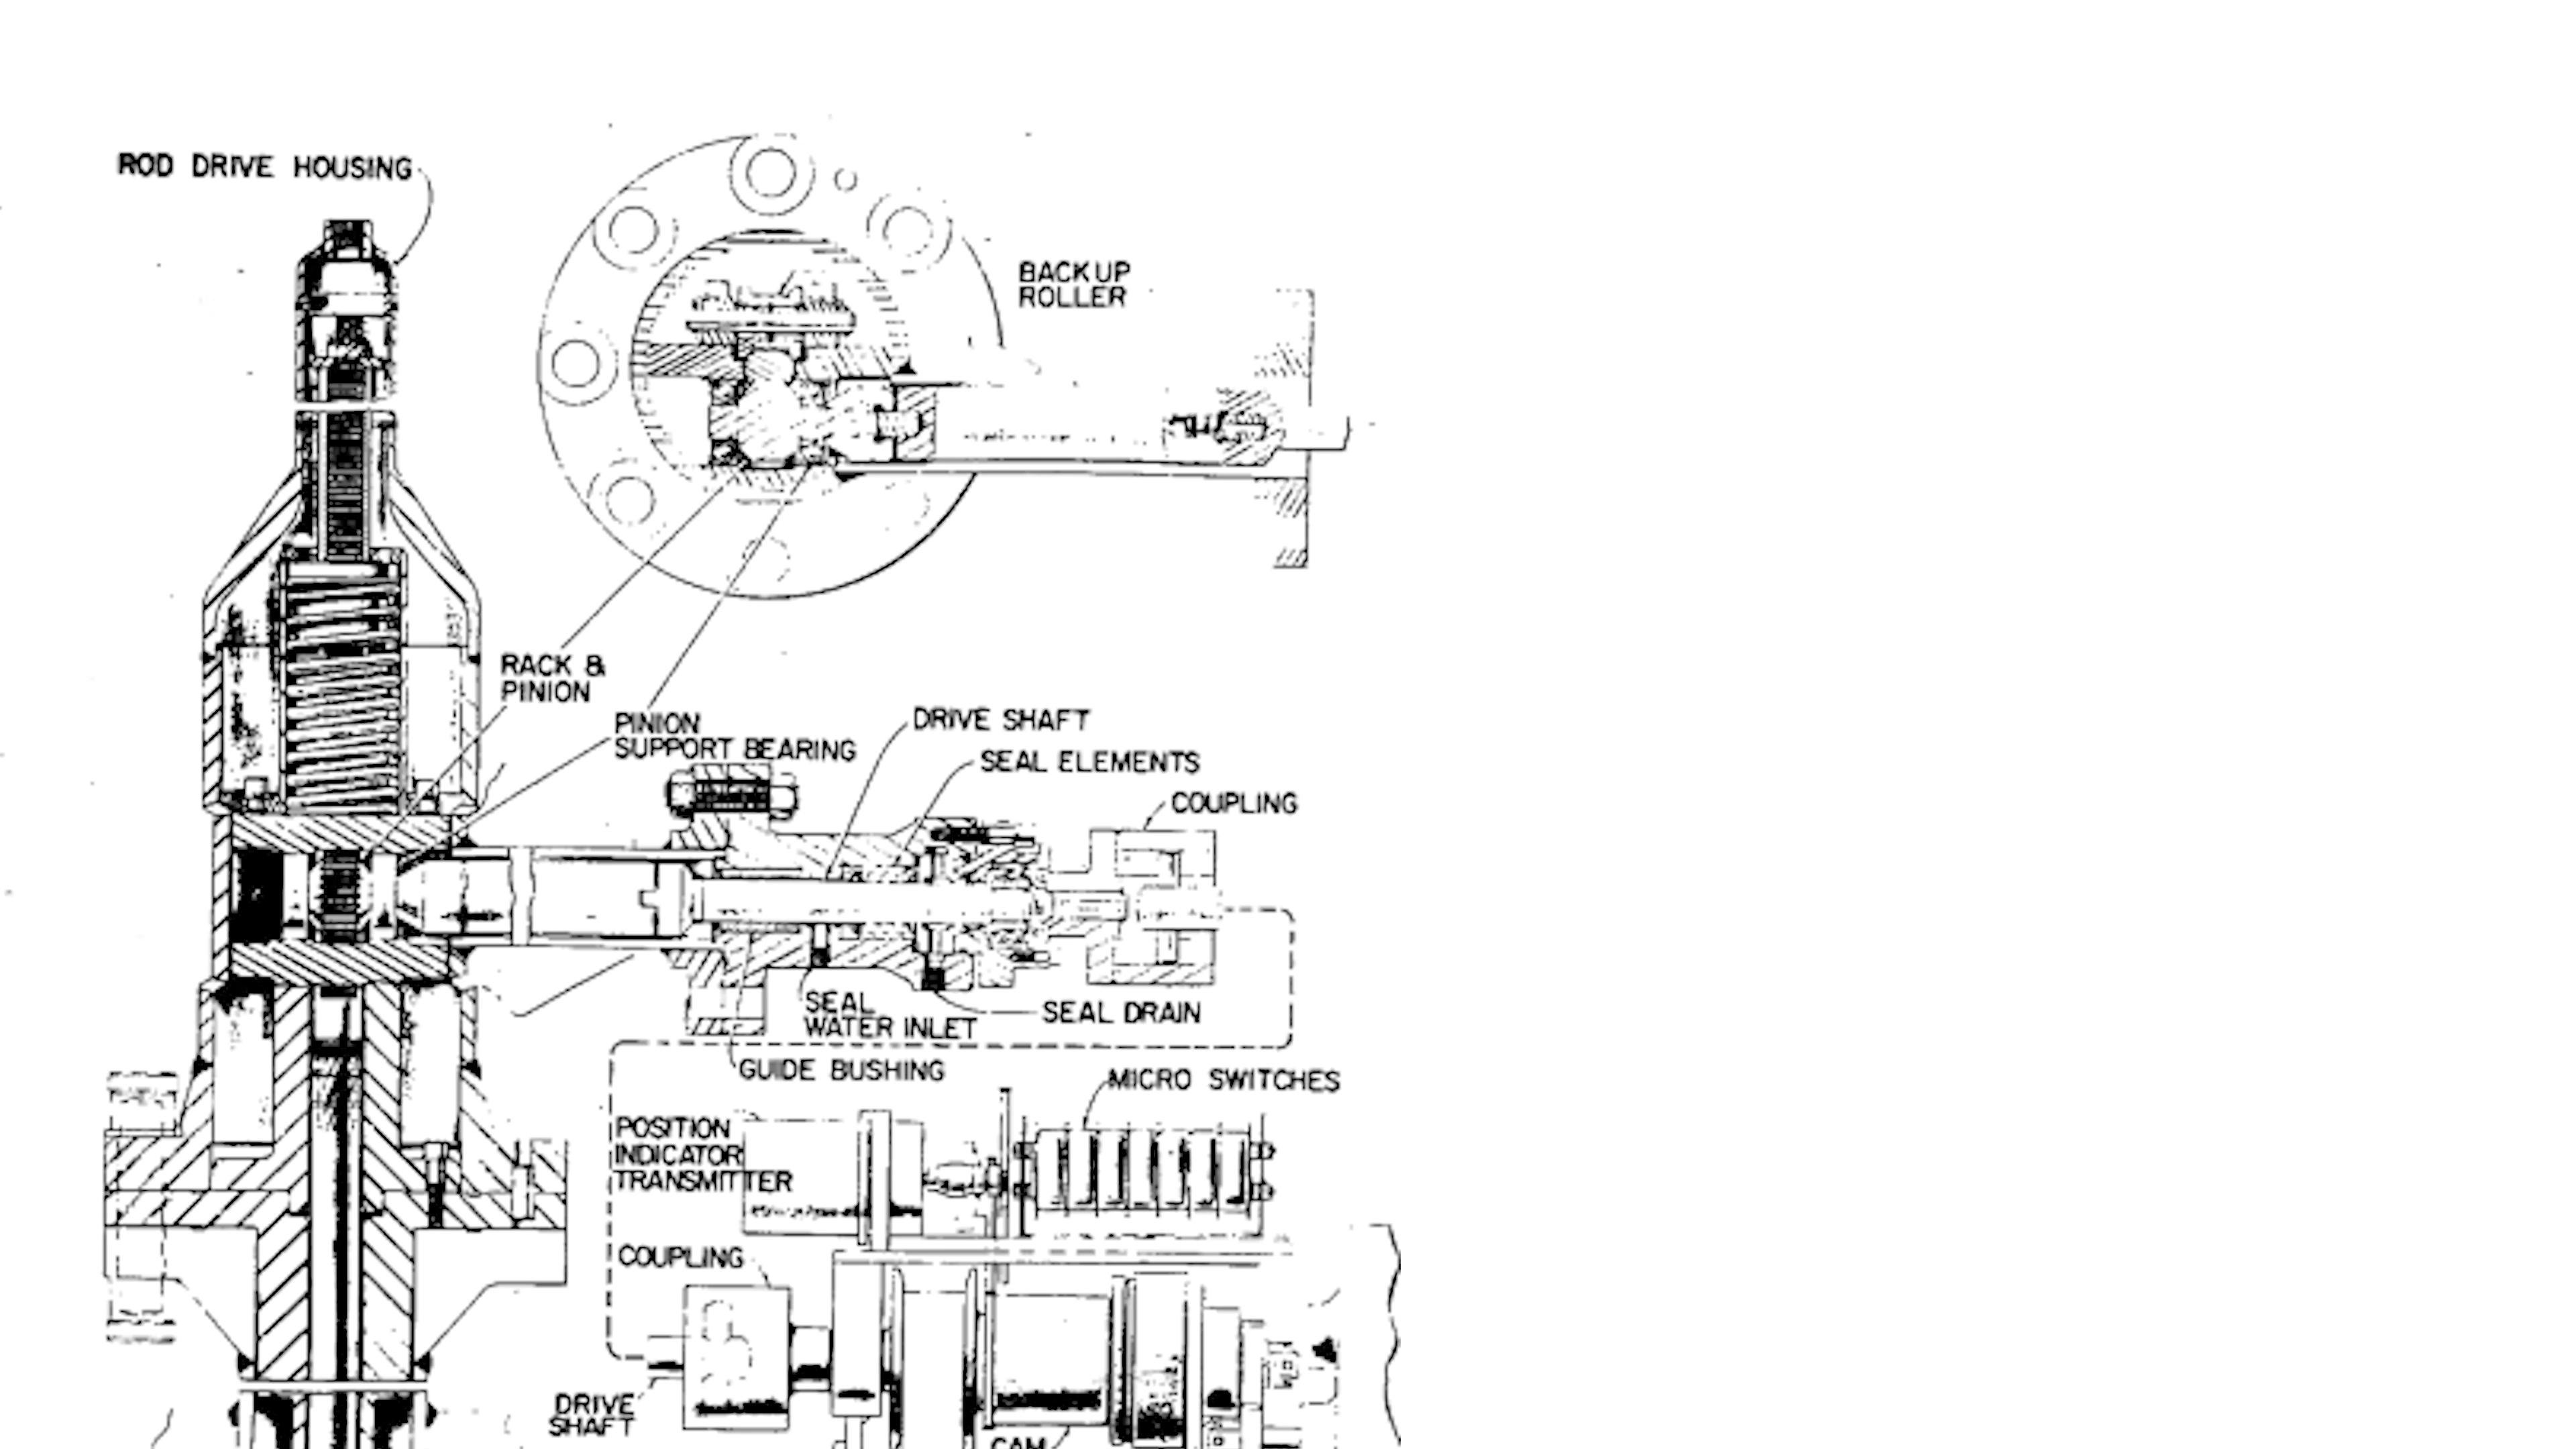 ROD DRIVE HOUSING
BACKUP
ROLLER
RACK &
PINION
PINION
SUPPORT BEARING
DRIVE SHAFT
SEAL ELEMENTS
COUPLING
SEAL
WATER INLET
SEAL DRAIN
GUIDE BUSHING
MICRO SWITCHES
POSITION
INDICATOR
TRANSMITTER
COUPLING
DRIVE
SHAFT
CAM